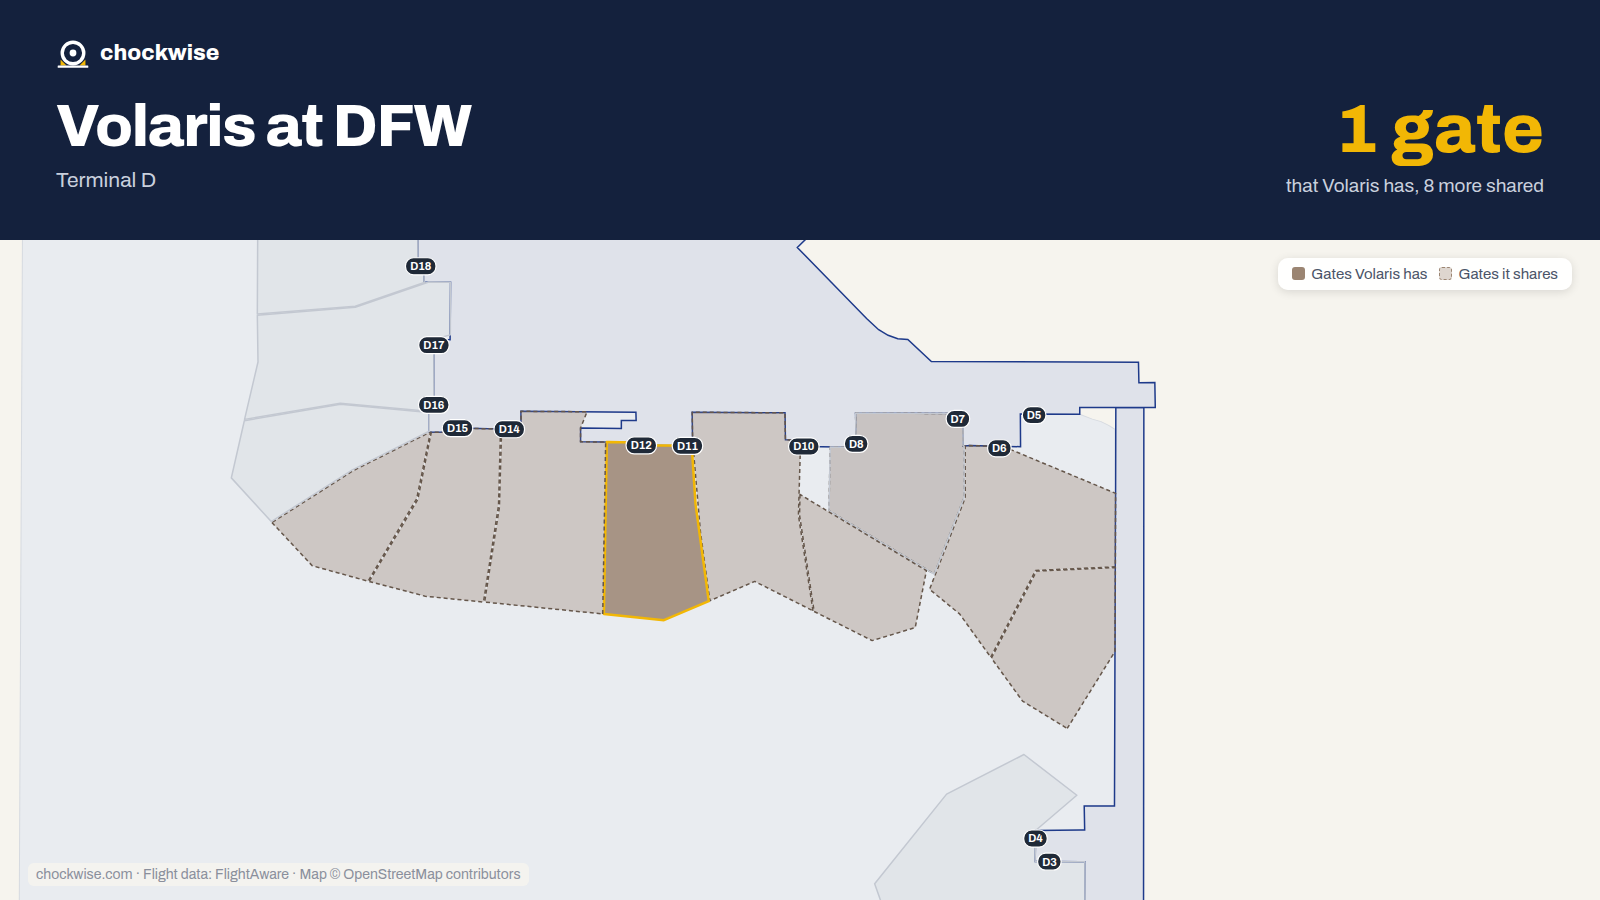 chockwise
Volaris at DFW
Terminal D
1 gate
that Volaris has, 8 more shared
Gates Volaris has
Gates it shares
D18
D17
D16
D15
D14
D12
D11
D10
D8
D7
D6
D5
D4
D3
chockwise.com · Flight data: FlightAware · Map © OpenStreetMap contributors